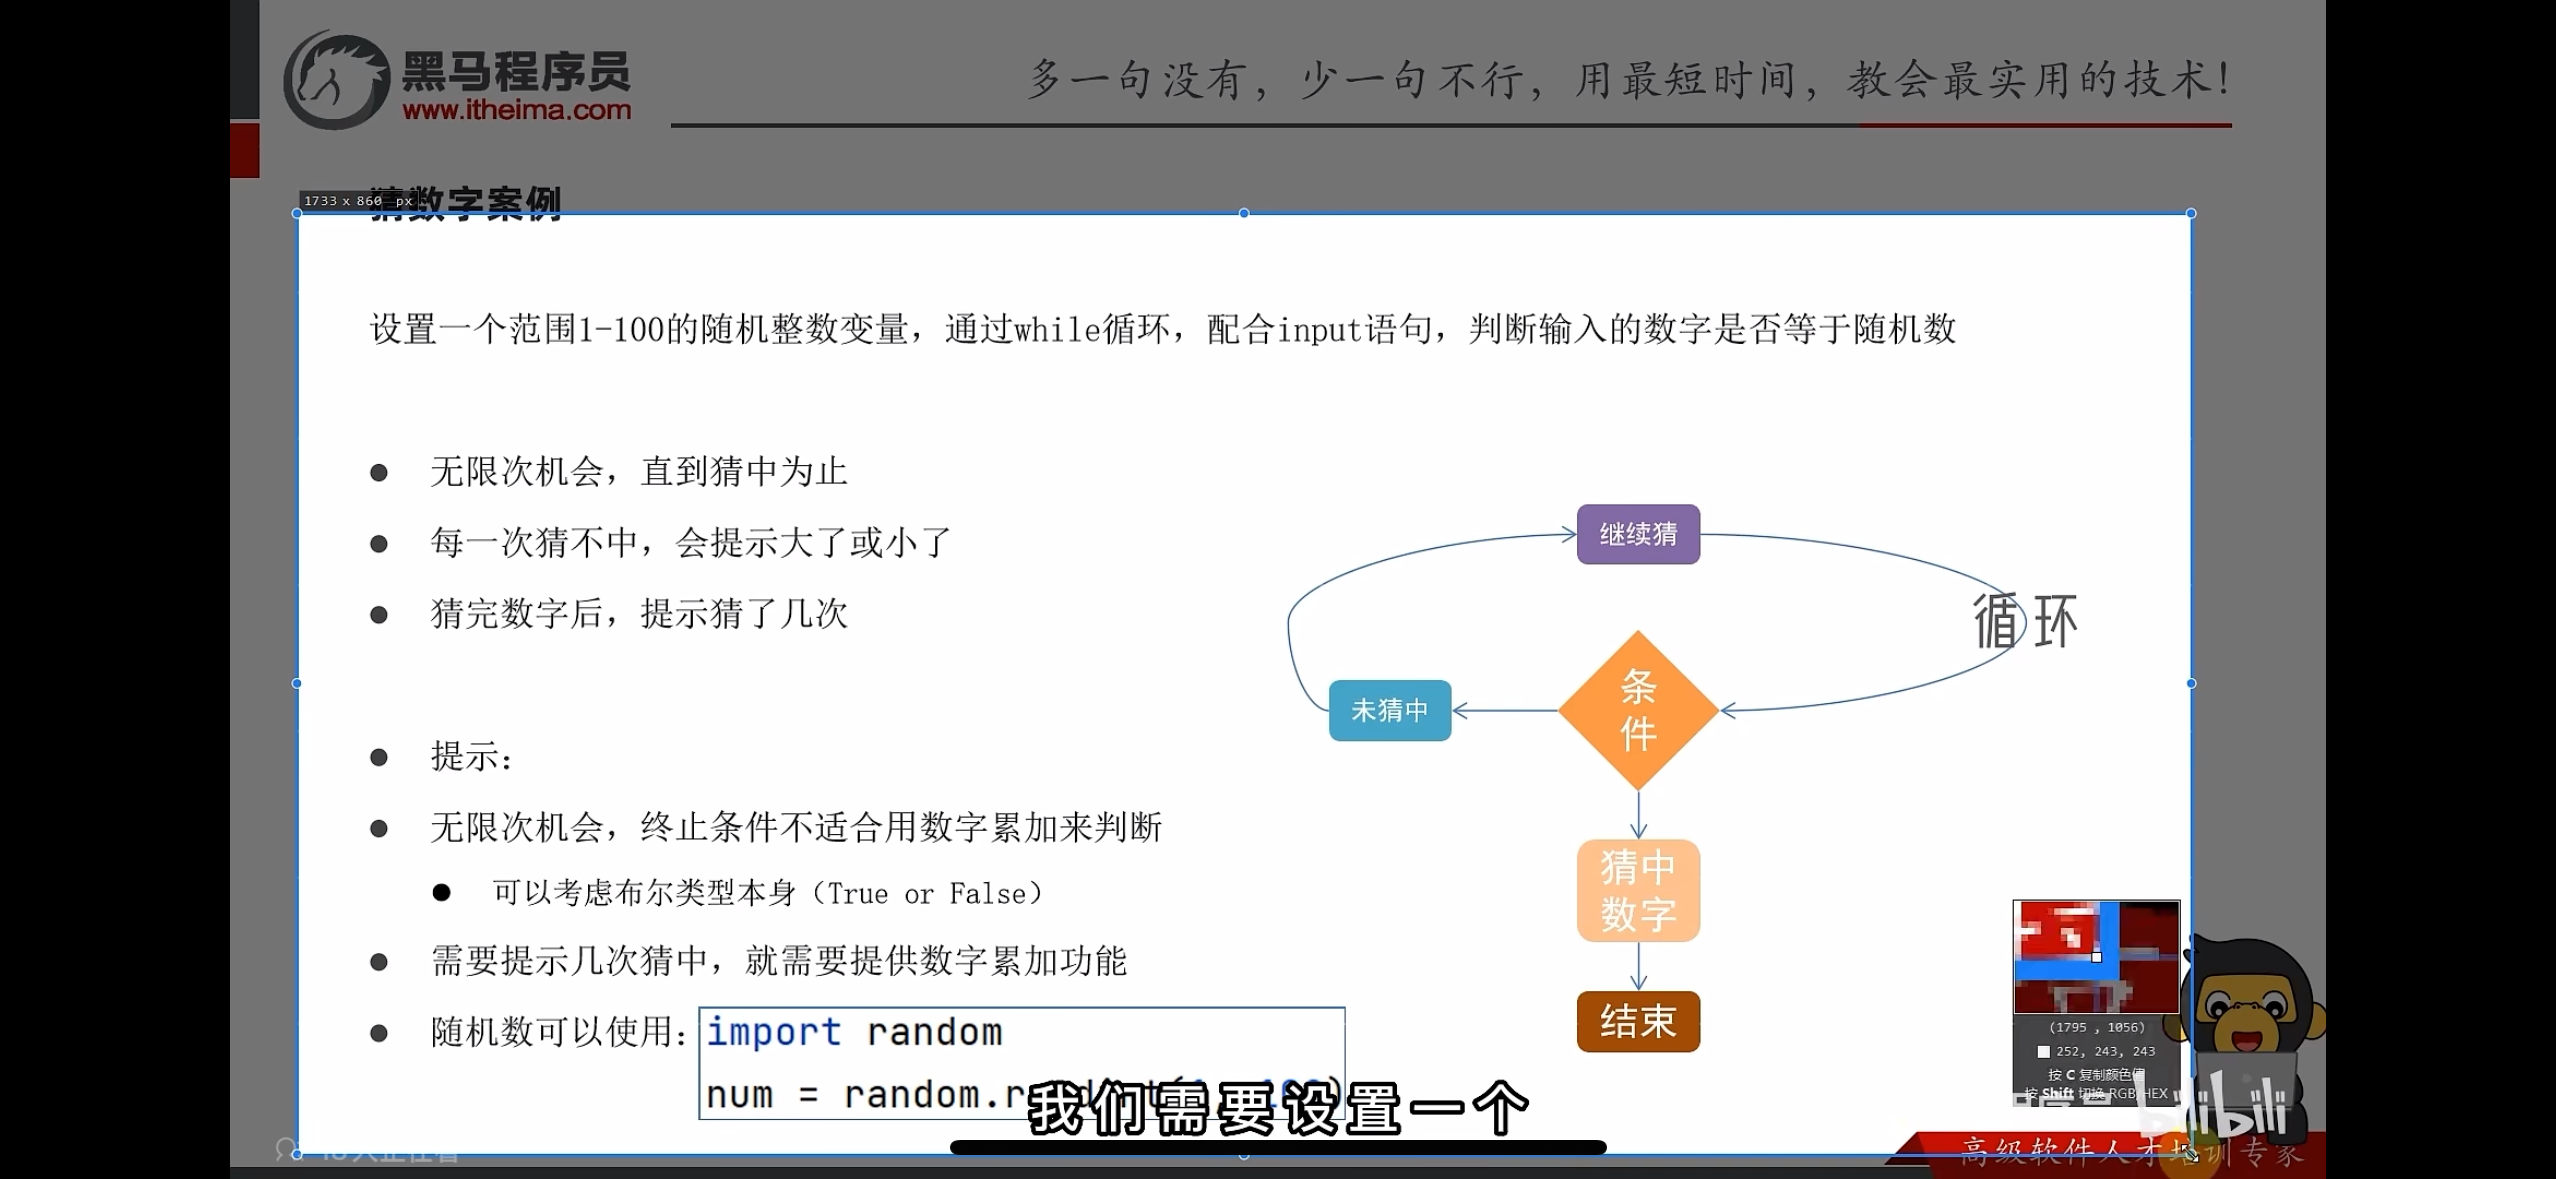 黑马程序员
www.itheima.com
多一句没有，少一句不行，用最短时间，教会最实用的技术！
猜数字案例
1733 x 860 px
设置一个范围1-100的随机整数变量，通过while循环，配合input语句，判断输入的数字是否等于随机数
无限次机会，直到猜中为止
每一次猜不中，会提示大了或小了
猜完数字后，提示猜了几次
继续猜
循环
条件
未猜中
提示：
无限次机会，终止条件不适合用数字累加来判断
可以考虑布尔类型本身（True or False）
猜中
数字
需要提示几次猜中，就需要提供数字累加功能
结束
随机数可以使用：
import random
num = random.r
我们需要设置一个
(1795 , 1056)
252, 243, 243
按 C 复制颜色值
按 Shift 切换 RGB/HEX
bilibili
高级软件人才培训专家